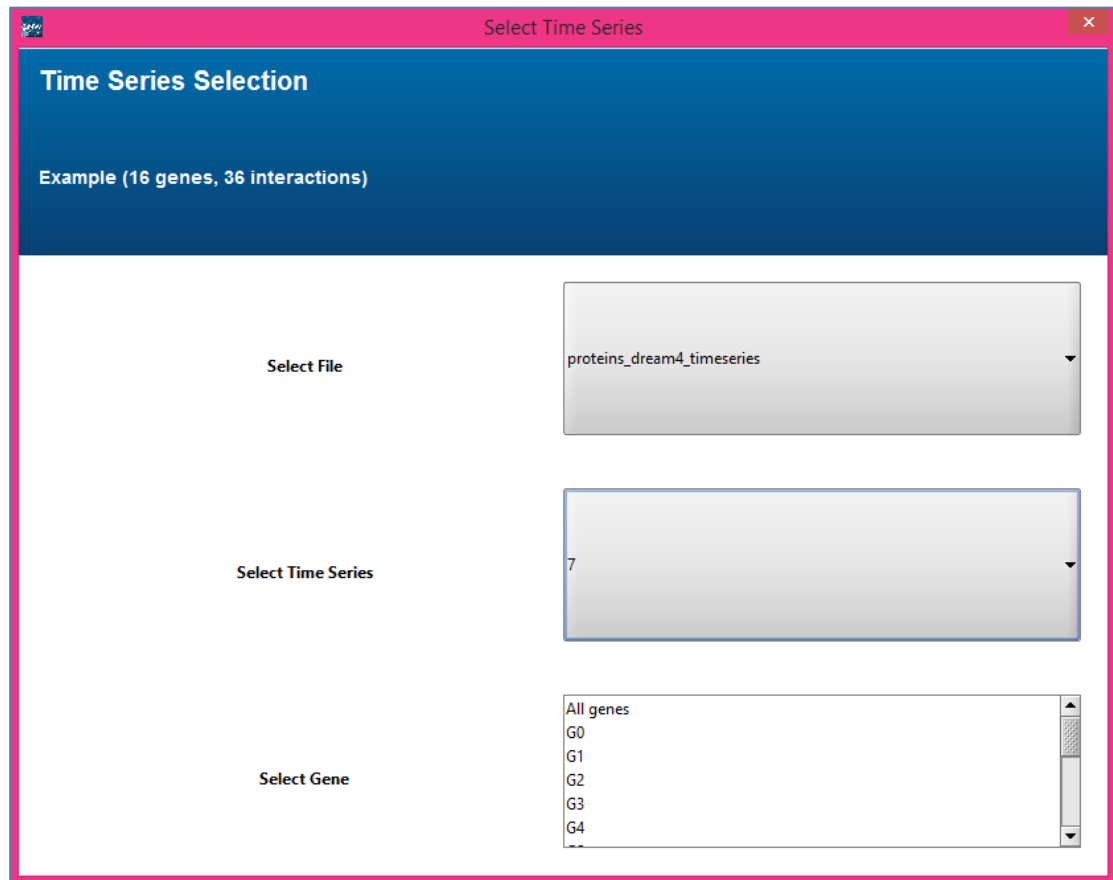 Select Time Series
Time Series Selection
Example (16 genes, 36 interactions)
Select File
proteins_dream4_timeseries
Select Time Series
7
Select Gene
All genes
G0
G1
G2
G3
G4